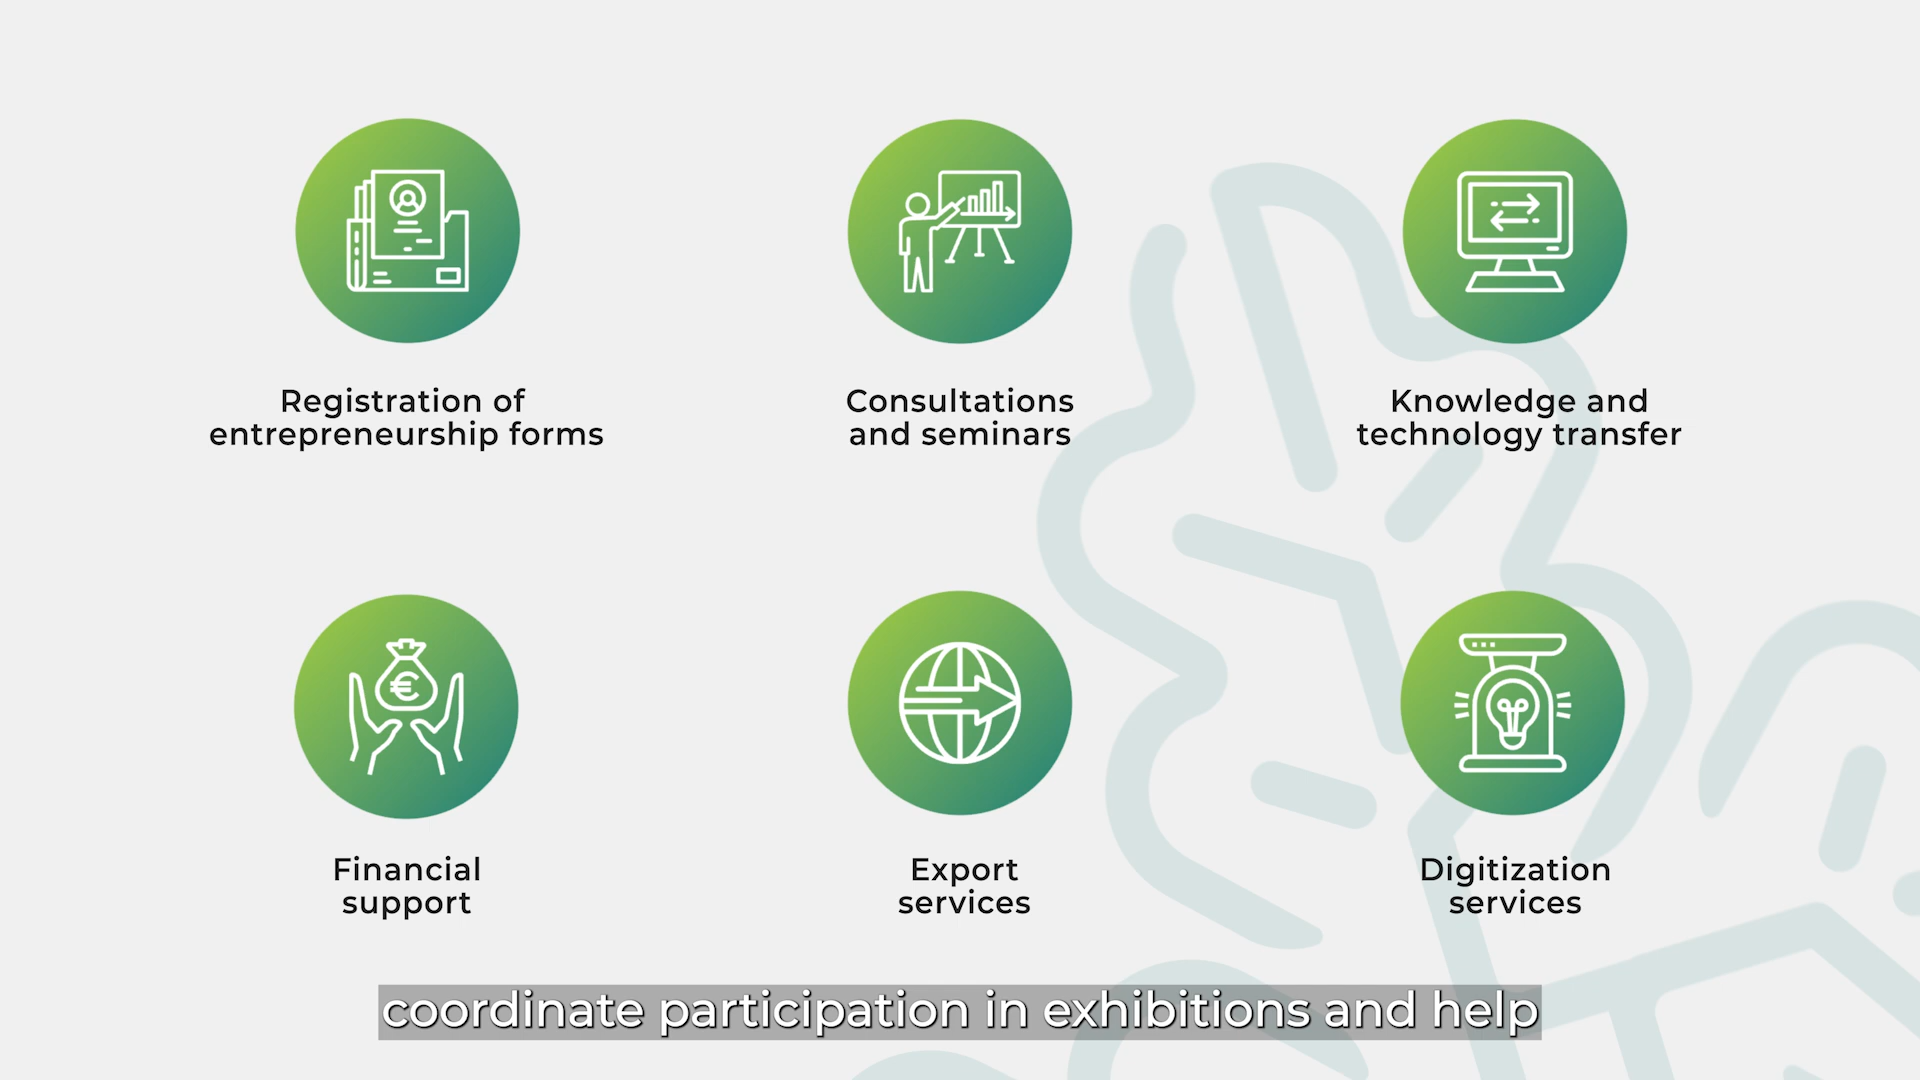 Registration of
entrepreneurship forms
Consultations
and seminars
Knowledge and
technology transfer
€
Financial
support
Export
services
Digitization
services
coordinate participation in exhibitions and help